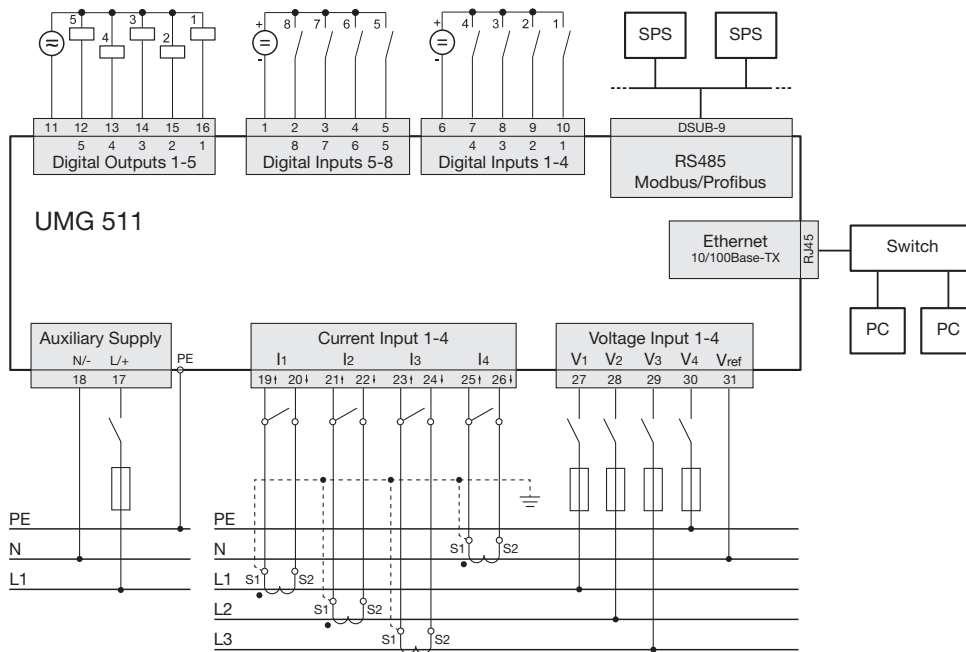 5 3 1
4 2
+ 8 7 6 5
-
+ 4 3 2 1
-
SPS SPS
11 12 13 14 15 16
5 4 3 2 1
Digital Outputs 1-5
1 2 3 4 5
8 7 6 5
Digital Inputs 5-8
6 7 8 9 10
4 3 2 1
Digital Inputs 1-4
DSUB-9
RS485
Modbus/Profibus
UMG 511
Ethernet
10/100Base-TX
RJ45
Switch
PC PC
Auxiliary Supply
N/- L/+
18 17
PE
Current Input 1-4
I1 I2 I3 I4
19 20 21 22 23 24 25 26
Voltage Input 1-4
V1 V2 V3 V4 Vref
27 28 29 30 31
PE
N
L1
PE
N
L1
L2
L3
S1 S2
S1 S2
S1 S2
S1 S2